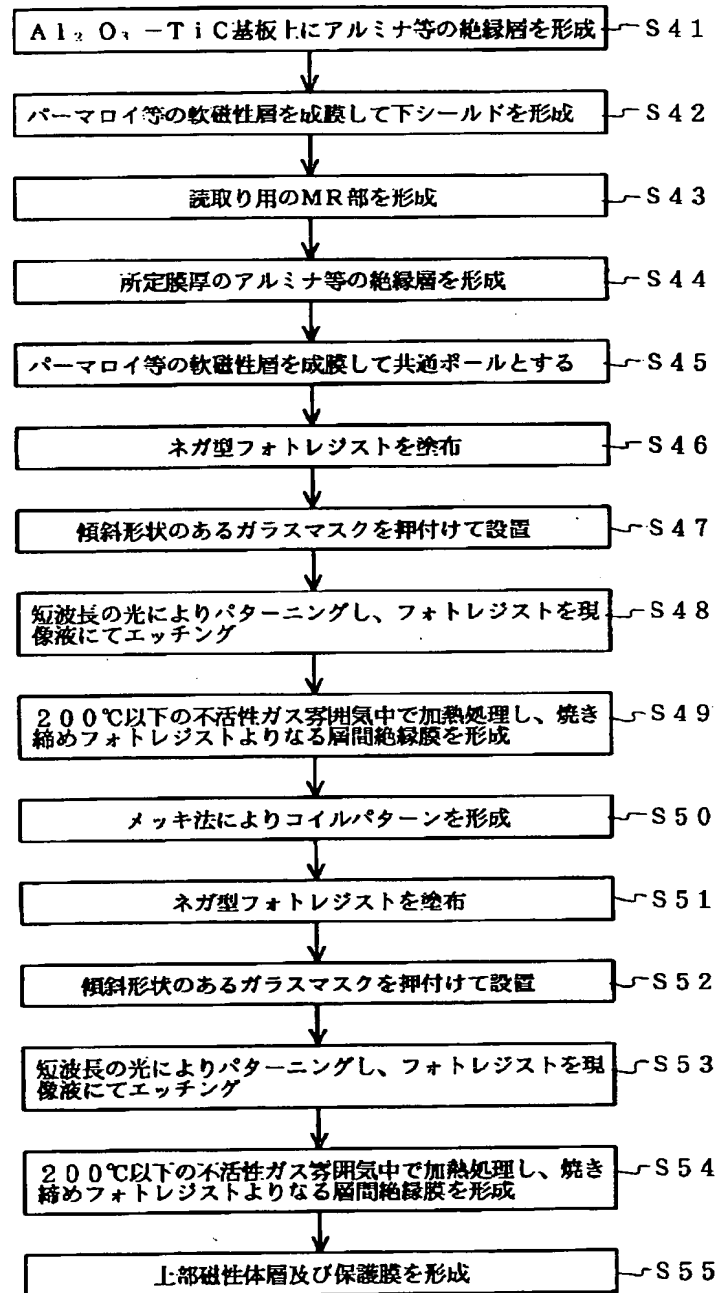 Al₂O₃－TiC基板上にアルミナ等の絶縁層を形成 S41
パーマロイ等の軟磁性層を成膜して下シールドを形成 S42
読取り用のMR部を形成 S43
所定膜厚のアルミナ等の絶縁層を形成 S44
パーマロイ等の軟磁性層を成膜して共通ポールとする S45
ネガ型フォトレジストを塗布 S46
傾斜形状のあるガラスマスクを押付けて設置 S47
短波長の光によりパターニングし、フォトレジストを現 S48
像液にてエッチング
200℃以下の不活性ガス雰囲気中で加熱処理し、焼き S49
締めフォトレジストよりなる層間絶縁膜を形成
メッキ法によりコイルパターンを形成 S50
ネガ型フォトレジストを塗布 S51
傾斜形状のあるガラスマスクを押付けて設置 S52
短波長の光によりパターニングし、フォトレジストを現 S53
像液にてエッチング
200℃以下の不活性ガス雰囲気中で加熱処理し、焼き S54
締めフォトレジストよりなる層間絶縁膜を形成
上部磁性体層及び保護膜を形成 S55